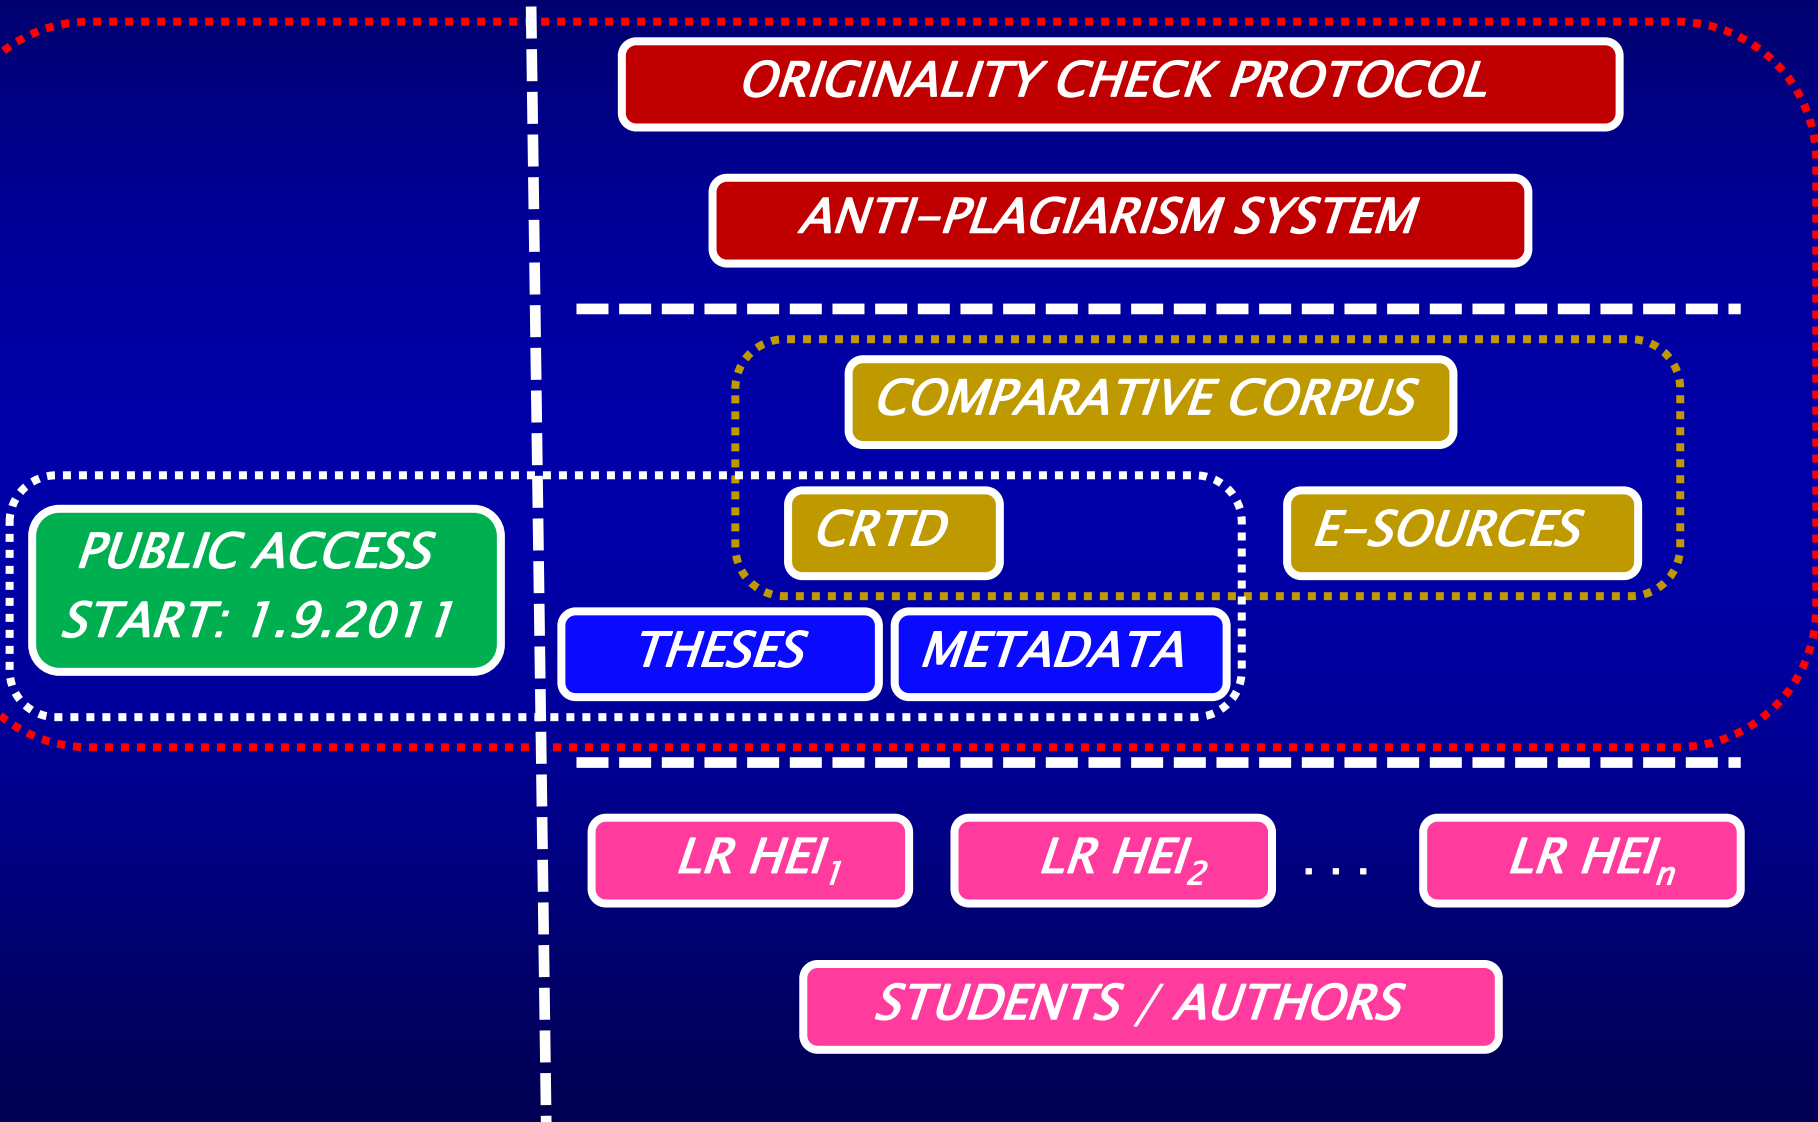 ORIGINALITY CHECK PROTOCOL
ANTI-PLAGIARISM SYSTEM
COMPARATIVE CORPUS
CRTD
E-SOURCES
PUBLIC ACCESS
START: 1.9.2011
THESES
METADATA
LR HEI1
LR HEI2
. . .
LR HEIn
STUDENTS / AUTHORS